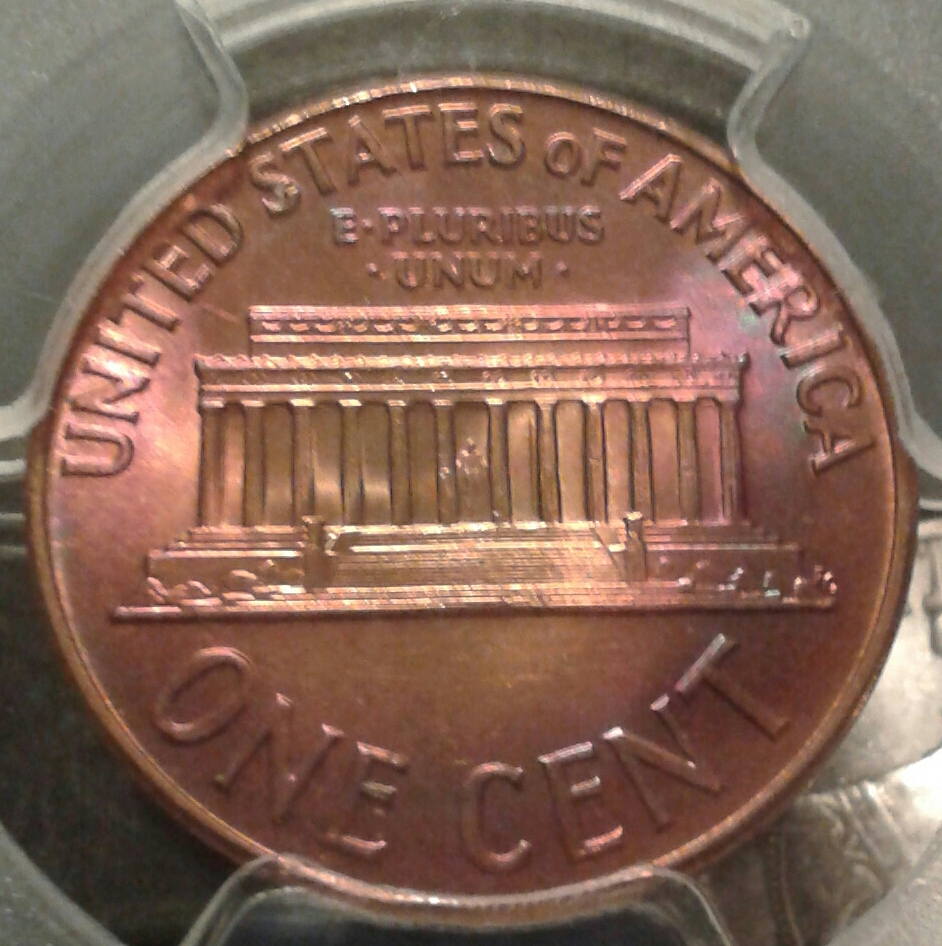 UNITED STATES OF AMERICA
E·PLURIBUS
·UNUM·
ONE CENT